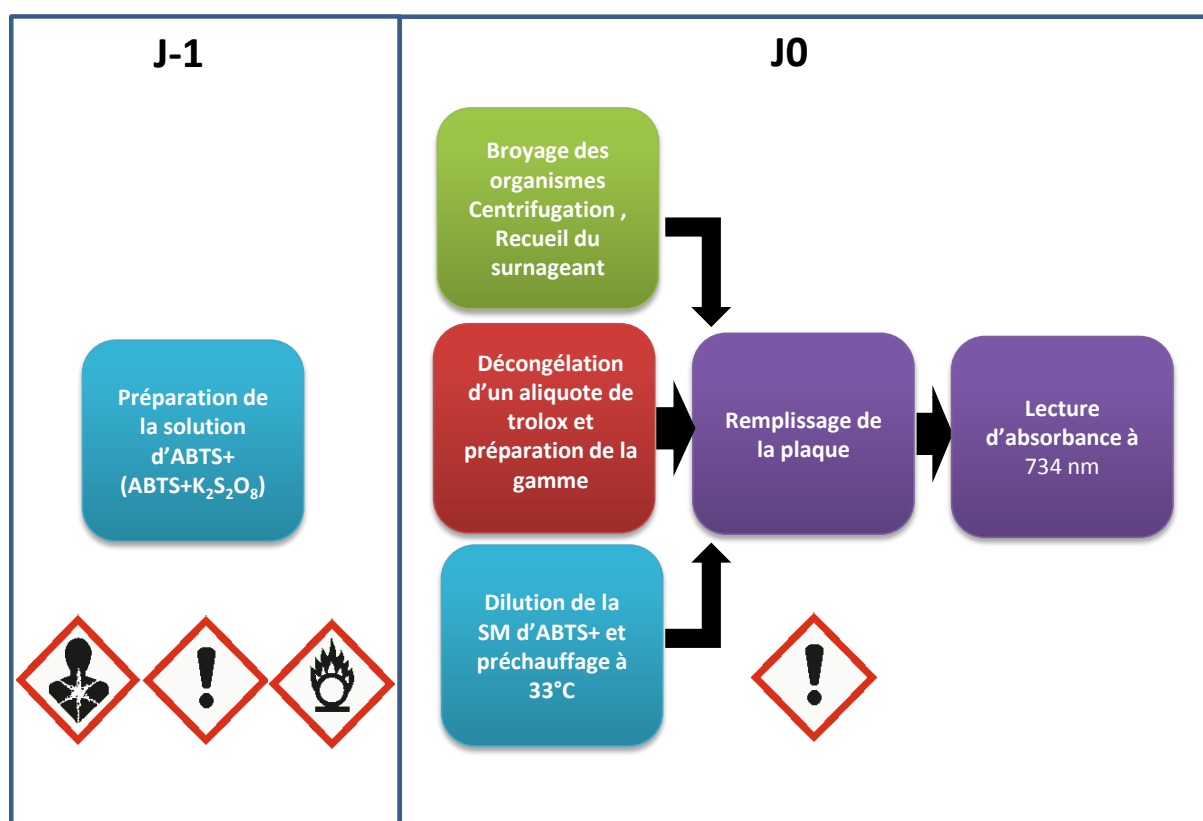 J-1
Préparation de
la solution
d’ABTS+
(ABTS+K₂S₂O₈)
J0
Broyage des
organismes
Centrifugation ,
Recueil du
surnageant
Décongélation
d’un aliquote de
trolox et
préparation de la
gamme
Dilution de la
SM d’ABTS+ et
préchauffage à
33°C
Remplissage de
la plaque
Lecture
d’absorbance à
734 nm